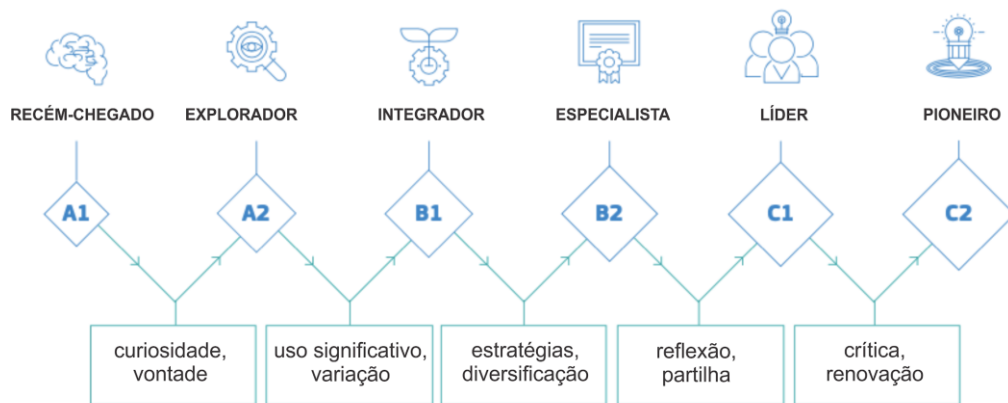 RECÉM-CHEGADO EXPLORADOR INTEGRADOR ESPECIALISTA LÍDER PIONEIRO
A1 A2 B1 B2 C1 C2
curiosidade,
vontade
uso significativo,
variação
estratégias,
diversificação
reflexão,
partilha
crítica,
renovação